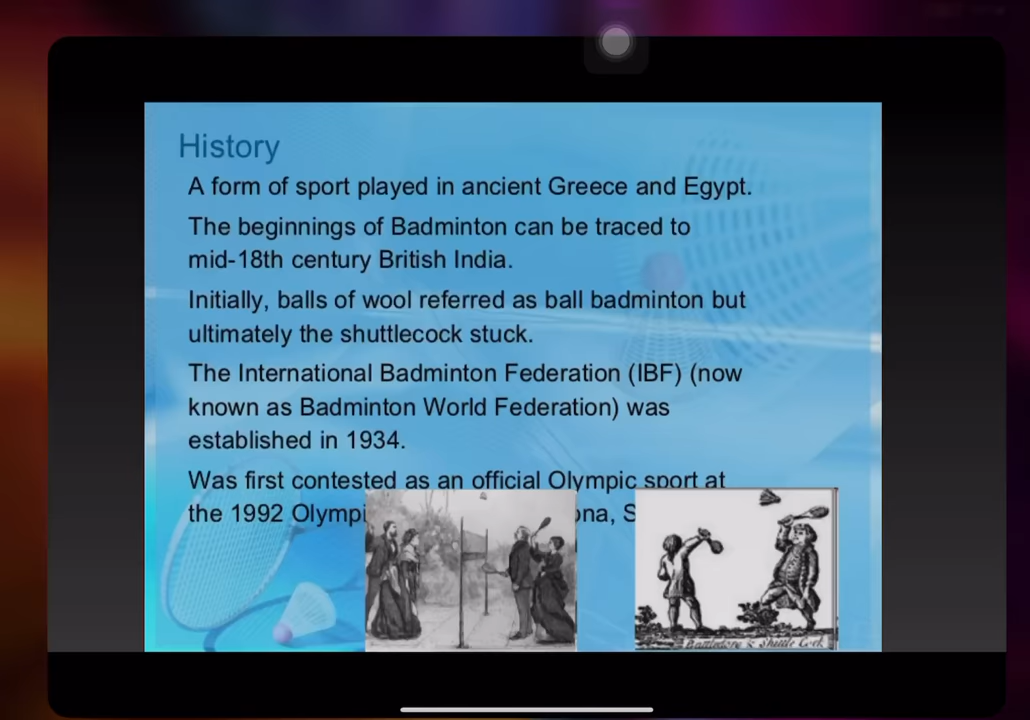 History
A form of sport played in ancient Greece and Egypt.
The beginnings of Badminton can be traced to
mid-18th century British India.
Initially, balls of wool referred as ball badminton but
ultimately the shuttlecock stuck.
The International Badminton Federation (IBF) (now
known as Badminton World Federation) was
established in 1934.
Was first contested as an official Olympic sport at
the 1992
Shuttle Cock